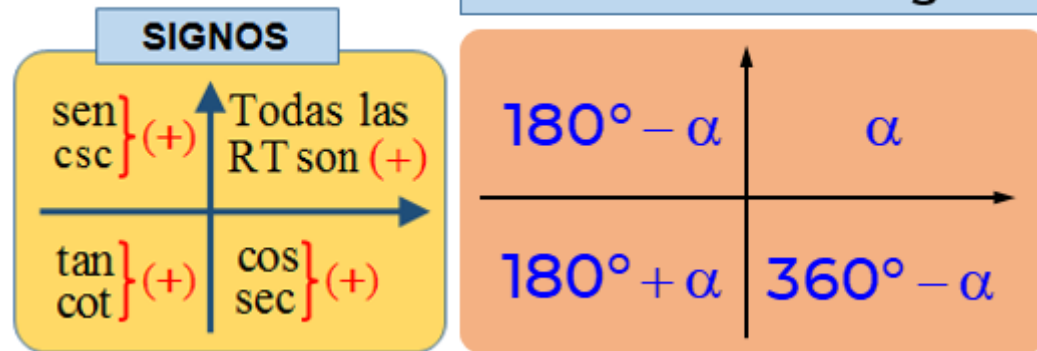 SIGNOS
sen
csc
(+)
Todas las
RT son (+)
tan
cot
(+)
cos
sec
(+)
180° – α
α
180° + α
360° – α